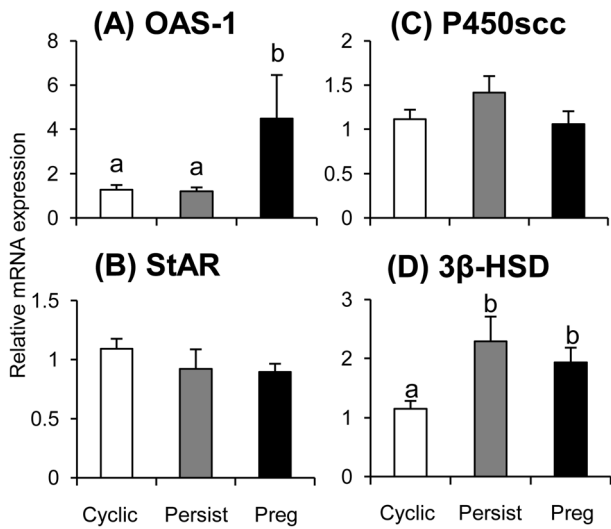 (A) OAS-1
8
6
4
2
0
a
a
b
(C) P450scc
2
1.5
1
0.5
0
Relative mRNA expression
(B) StAR
1.5
1
0.5
0
Cyclic Persist Preg
(D) 3β-HSD
3
2
1
0
a
b
b
Cyclic Persist Preg